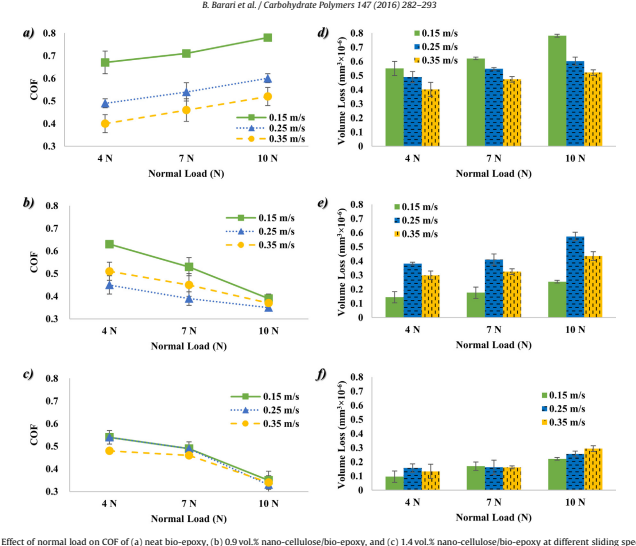 B. Barari et al. / Carbohydrate Polymers 147 (2016) 282–293
a)
COF
0.8
0.7
0.6
0.5
0.4
0.3
0.15 m/s
0.25 m/s
0.35 m/s
4 N
7 N
10 N
Normal Load (N)
d)
Volume Loss (mm³×10⁻⁶)
0.8
0.7
0.6
0.5
0.4
0.3
0.2
0.1
0
0.15 m/s
0.25 m/s
0.35 m/s
4 N
7 N
10 N
Normal Load (N)
b)
COF
0.8
0.7
0.6
0.5
0.4
0.3
0.15 m/s
0.25 m/s
0.35 m/s
4 N
7 N
10 N
Normal Load (N)
e)
Volume Loss (mm³×10⁻⁶)
0.8
0.7
0.6
0.5
0.4
0.3
0.2
0.1
0
0.15 m/s
0.25 m/s
0.35 m/s
4 N
7 N
10 N
Normal Load (N)
c)
COF
0.8
0.7
0.6
0.5
0.4
0.3
0.15 m/s
0.25 m/s
0.35 m/s
4 N
7 N
10 N
Normal Load (N)
f)
Volume Loss (mm³×10⁻⁶)
0.8
0.7
0.6
0.5
0.4
0.3
0.2
0.1
0
0.15 m/s
0.25 m/s
0.35 m/s
4 N
7 N
10 N
Normal Load (N)
Effect of normal load on COF of (a) neat bio-epoxy, (b) 0.9 vol.% nano-cellulose/bio-epoxy, and (c) 1.4 vol.% nano-cellulose/bio-epoxy at different sliding spe